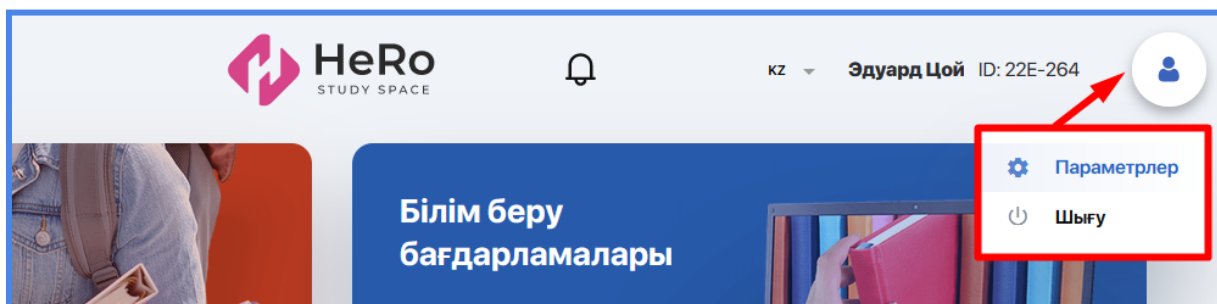 HeRo
STUDY SPACE
KZ
Эдуард Цой ID: 22E-264
Параметрлер
Шығу
Білім беру
бағдарламалары